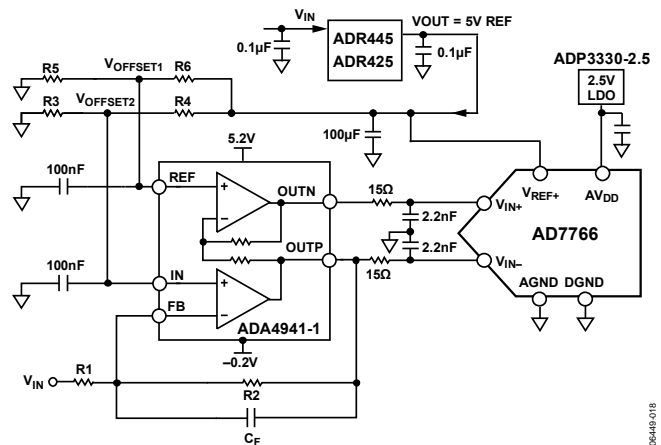 VIN
ADR445
ADR425
VOUT = 5V REF
0.1µF
0.1µF
ADP3330-2.5
2.5V
LDO
R5
VOFFSET1
R6
R3
VOFFSET2
R4
100µF
5.2V
100nF
REF
OUTN
15Ω
2.2nF
2.2nF
VREF+
AVDD
VIN+
AD7766
VIN−
OUTP
15Ω
AGND
DGND
100nF
IN
FB
ADA4941-1
−0.2V
VIN
R1
R2
CF
06449-018